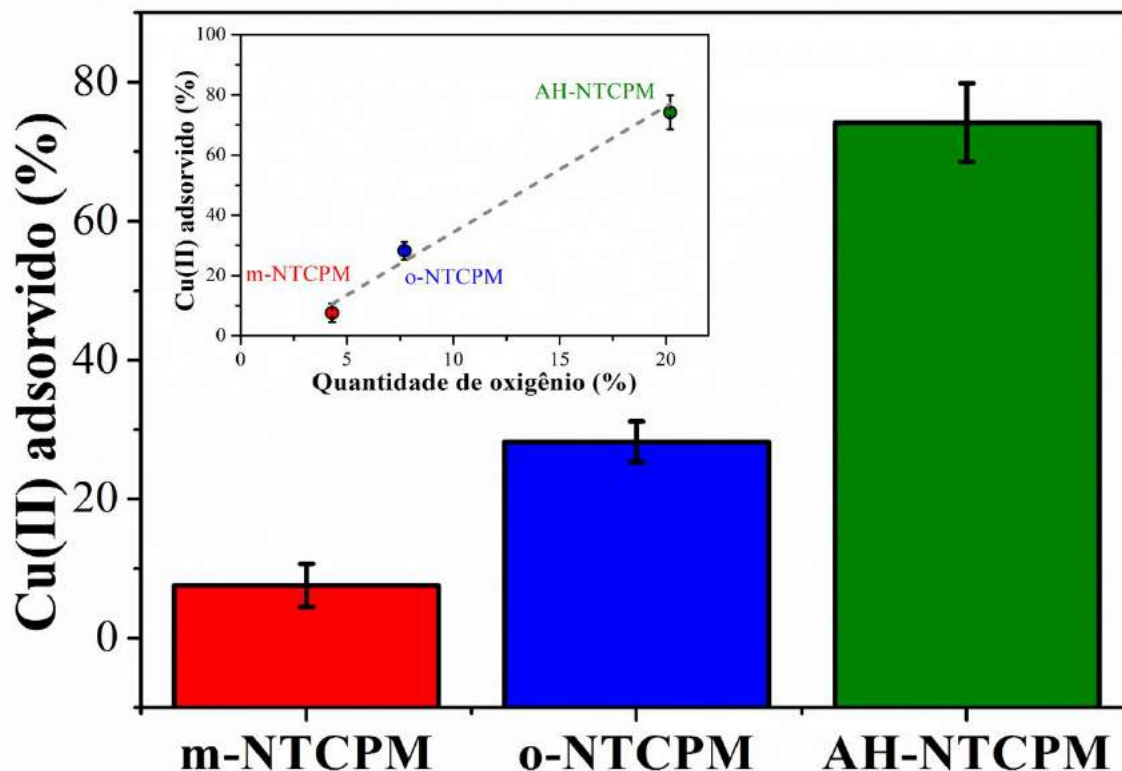 Cu(II) adsorvido (%)
80
60
40
20
0
m-NTCPM
o-NTCPM
AH-NTCPM
Cu(II) adsorvido (%)
100
80
60
40
20
0
AH-NTCPM
m-NTCPM
o-NTCPM
0
5
10
15
20
Quantidade de oxigênio (%)